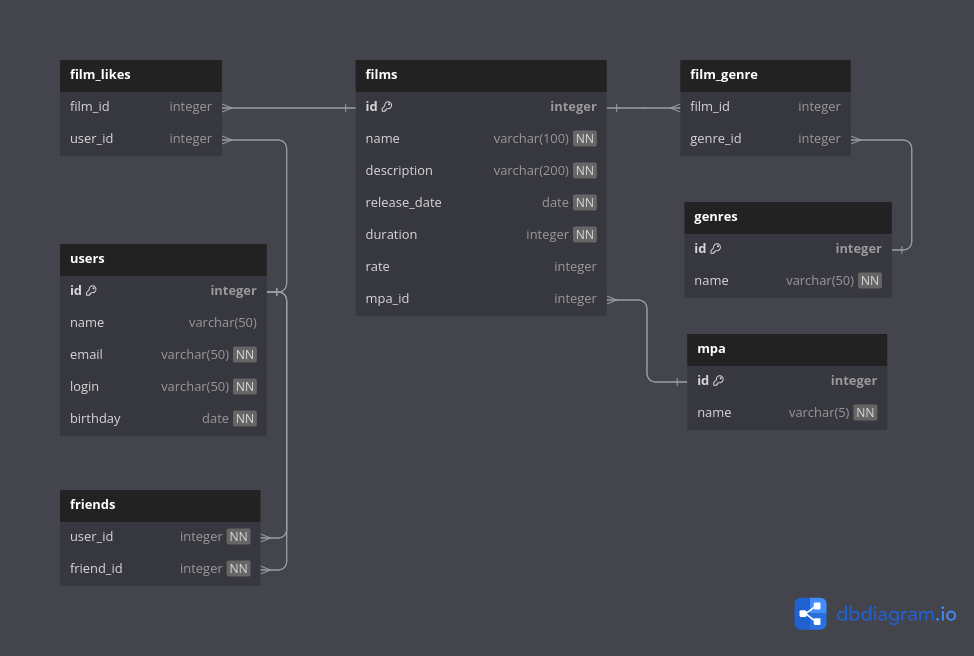 film_likes
film_id integer
user_id integer
users
id integer
name varchar(50)
email varchar(50) NN
login varchar(50) NN
birthday date NN
friends
user_id integer NN
friend_id integer NN
films
id integer
name varchar(100) NN
description varchar(200) NN
release_date date NN
duration integer NN
rate integer
mpa_id integer
film_genre
film_id integer
genre_id integer
genres
id integer
name varchar(50) NN
mpa
id integer
name varchar(5) NN
dbdiagram.io